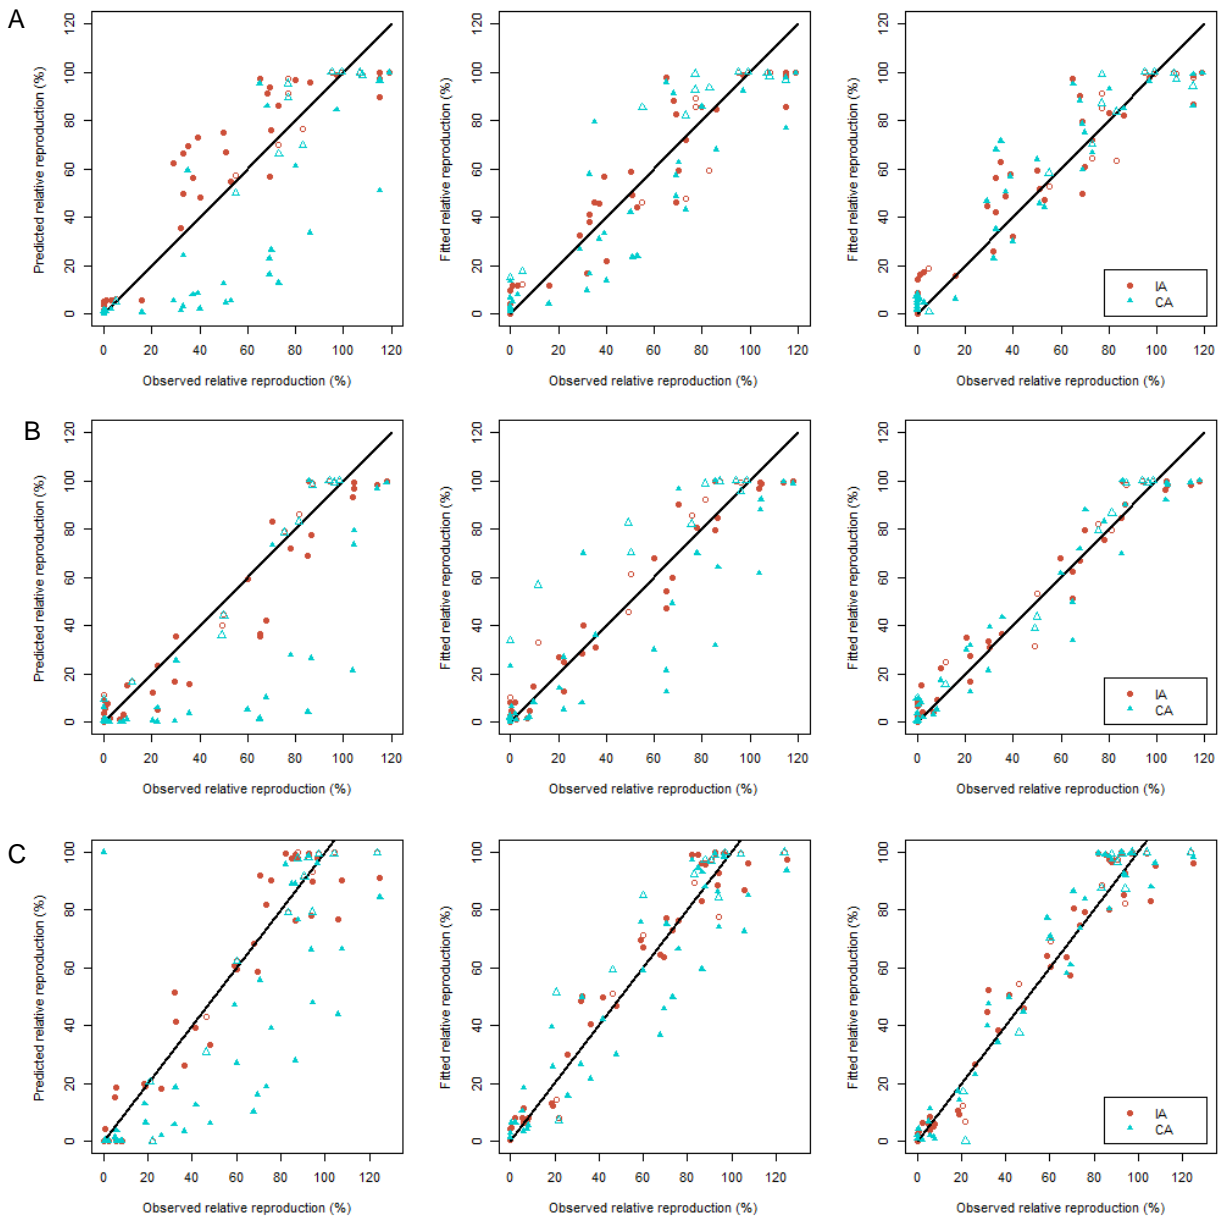 A
Predicted relative reproduction (%)
0 20 40 60 80 100 120
0 20 40 60 80 100 120
Observed relative reproduction (%)
Fitted relative reproduction (%)
0 20 40 60 80 100 120
0 20 40 60 80 100 120
Observed relative reproduction (%)
Fitted relative reproduction (%)
0 20 40 60 80 100 120
IA
CA
0 20 40 60 80 100 120
Observed relative reproduction (%)
B
Predicted relative reproduction (%)
0 20 40 60 80 100 120
0 20 40 60 80 100 120
Observed relative reproduction (%)
Fitted relative reproduction (%)
0 20 40 60 80 100 120
0 20 40 60 80 100 120
Observed relative reproduction (%)
Fitted relative reproduction (%)
0 20 40 60 80 100 120
IA
CA
0 20 40 60 80 100 120
Observed relative reproduction (%)
C
Predicted relative reproduction (%)
0 20 40 60 80 100
0 20 40 60 80 100 120
Observed relative reproduction (%)
Fitted relative reproduction (%)
0 20 40 60 80 100
0 20 40 60 80 100 120
Observed relative reproduction (%)
Fitted relative reproduction (%)
0 20 40 60 80 100
IA
CA
0 20 40 60 80 100 120
Observed relative reproduction (%)